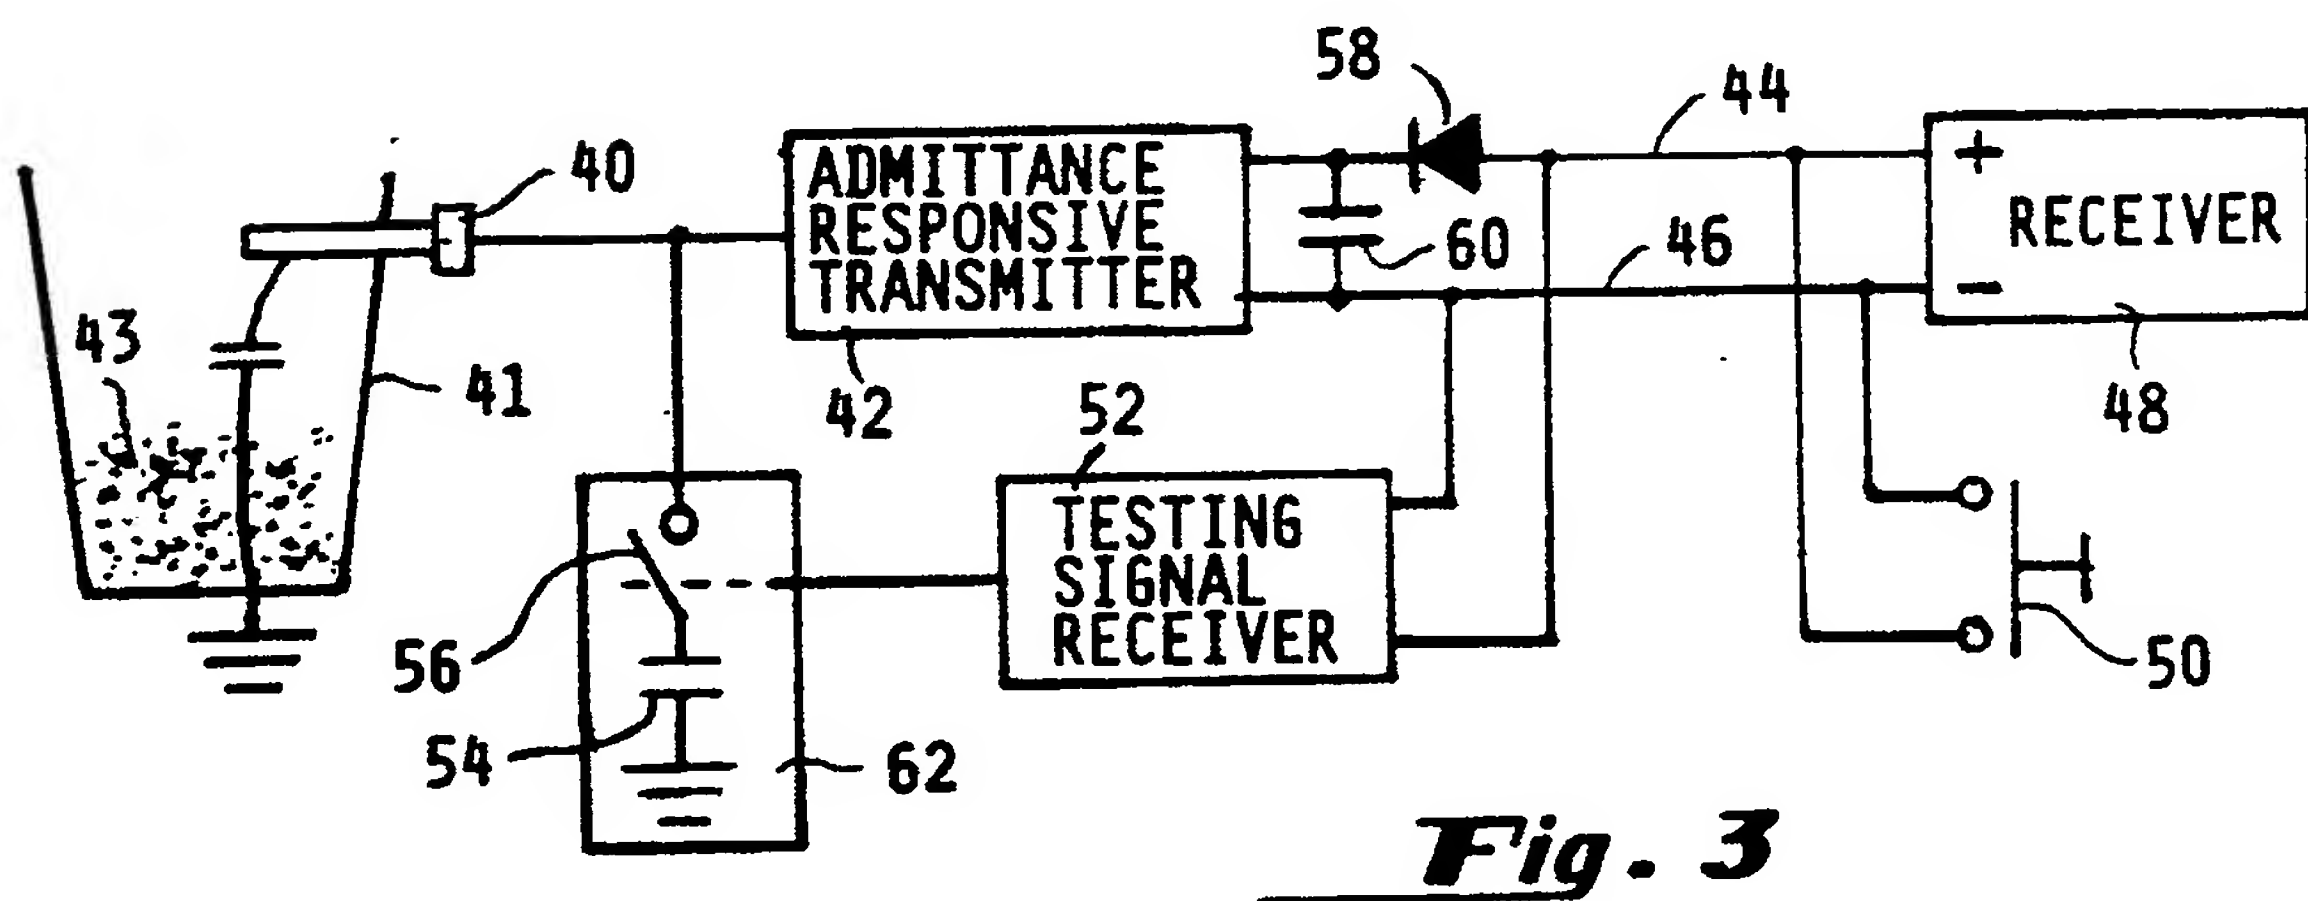 58
44
40
ADMITTANCE
RESPONSIVE
TRANSMITTER
+
RECEIVER
−
60
46
43
41
42
52
48
TESTING
SIGNAL
RECEIVER
56
50
54
62
Fig. 3